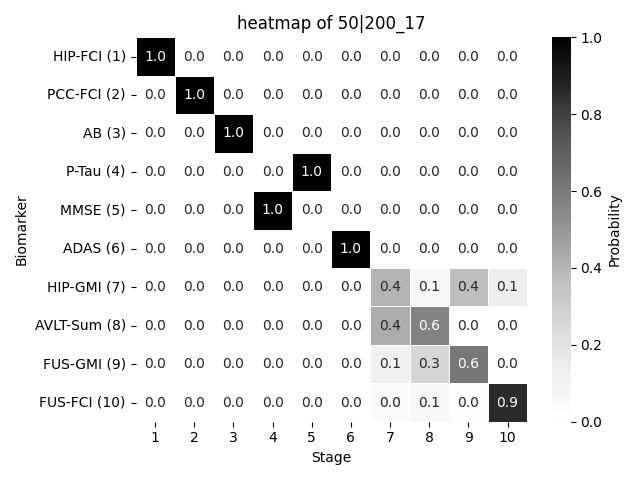 heatmap of 50|200_17
HIP-FCI (1) 1.0 0.0 0.0 0.0 0.0 0.0 0.0 0.0 0.0 0.0
PCC-FCI (2) 0.0 1.0 0.0 0.0 0.0 0.0 0.0 0.0 0.0 0.0
AB (3) 0.0 0.0 1.0 0.0 0.0 0.0 0.0 0.0 0.0 0.0
P-Tau (4) 0.0 0.0 0.0 0.0 1.0 0.0 0.0 0.0 0.0 0.0
MMSE (5) 0.0 0.0 0.0 1.0 0.0 0.0 0.0 0.0 0.0 0.0
ADAS (6) 0.0 0.0 0.0 0.0 0.0 1.0 0.0 0.0 0.0 0.0
HIP-GMI (7) 0.0 0.0 0.0 0.0 0.0 0.0 0.4 0.1 0.4 0.1
AVLT-Sum (8) 0.0 0.0 0.0 0.0 0.0 0.0 0.4 0.6 0.0 0.0
FUS-GMI (9) 0.0 0.0 0.0 0.0 0.0 0.0 0.1 0.3 0.6 0.0
FUS-FCI (10) 0.0 0.0 0.0 0.0 0.0 0.0 0.0 0.1 0.0 0.9
1 2 3 4 5 6 7 8 9 10
Stage
Biomarker
1.0
0.8
0.6
0.4
0.2
0.0
Probability